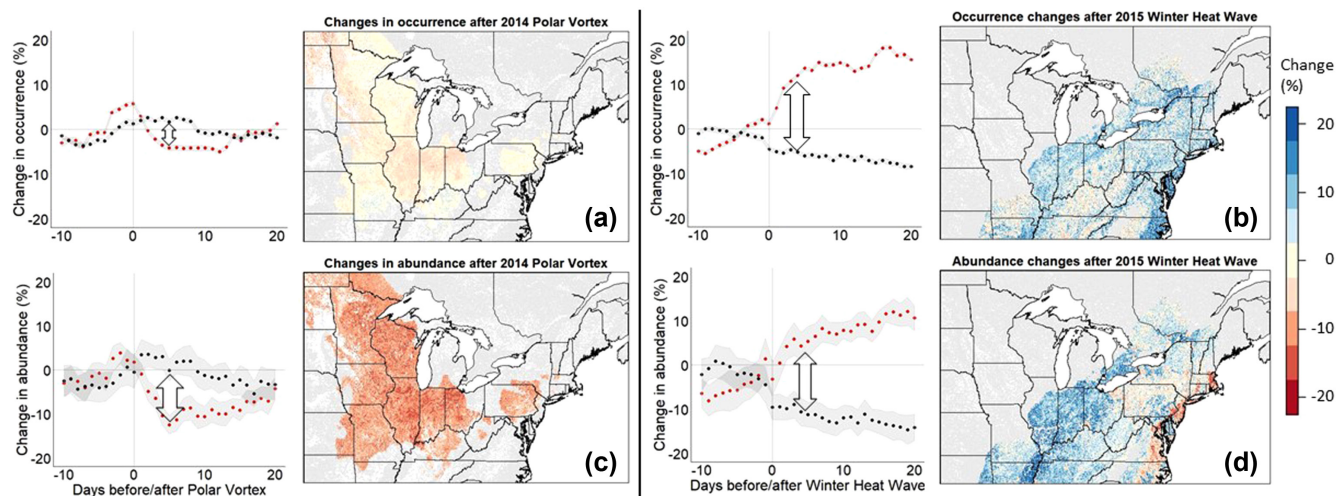 Changes in occurrence after 2014 Polar Vortex
Change in occurrence (%)
20
10
0
-10
-20
-10
0
10
20
(a)
Occurrence changes after 2015 Winter Heat Wave
Change in occurrence (%)
20
10
0
-10
-20
-10
0
10
20
(b)
Change
(%)
20
10
0
-10
-20
Changes in abundance after 2014 Polar Vortex
Change in abundance (%)
20
10
0
-10
-20
-10
0
10
20
Days before/after Polar Vortex
(c)
Abundance changes after 2015 Winter Heat Wave
Change in abundance (%)
20
10
0
-10
-20
-10
0
10
20
Days before/after Winter Heat Wave
(d)